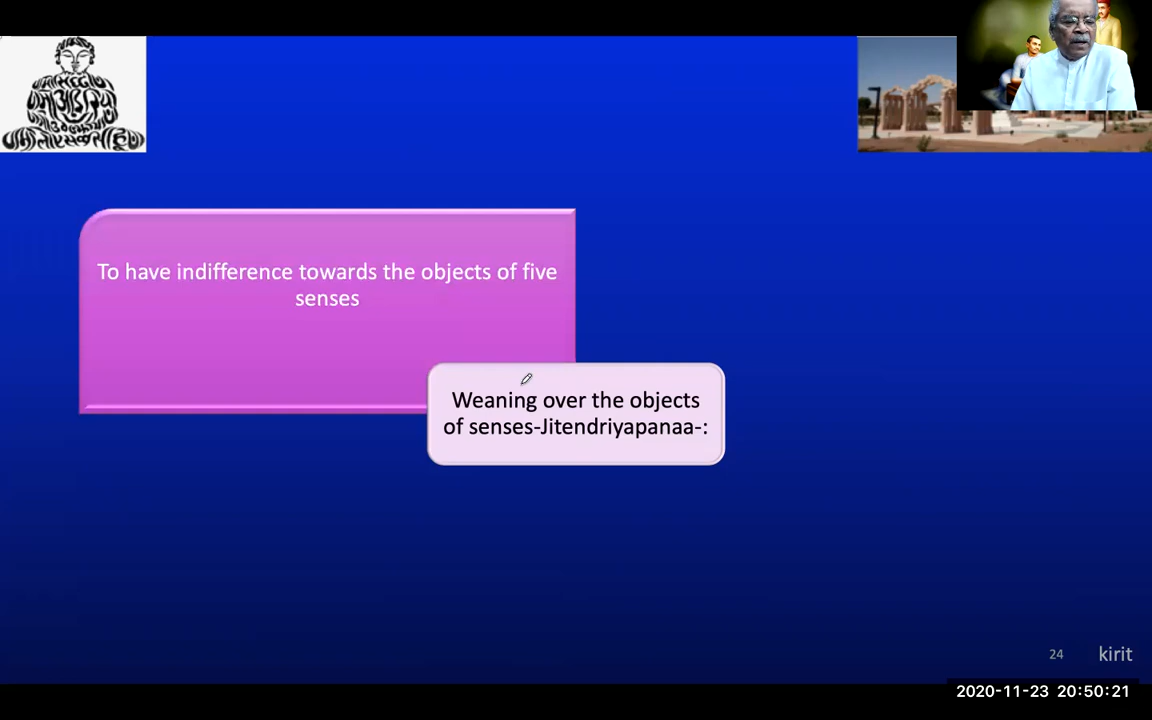 To have indifference towards the objects of five
senses
Weaning over the objects
of senses-Jitendriyapanaa-:
24
kirit
2020-11-23 20:50:21